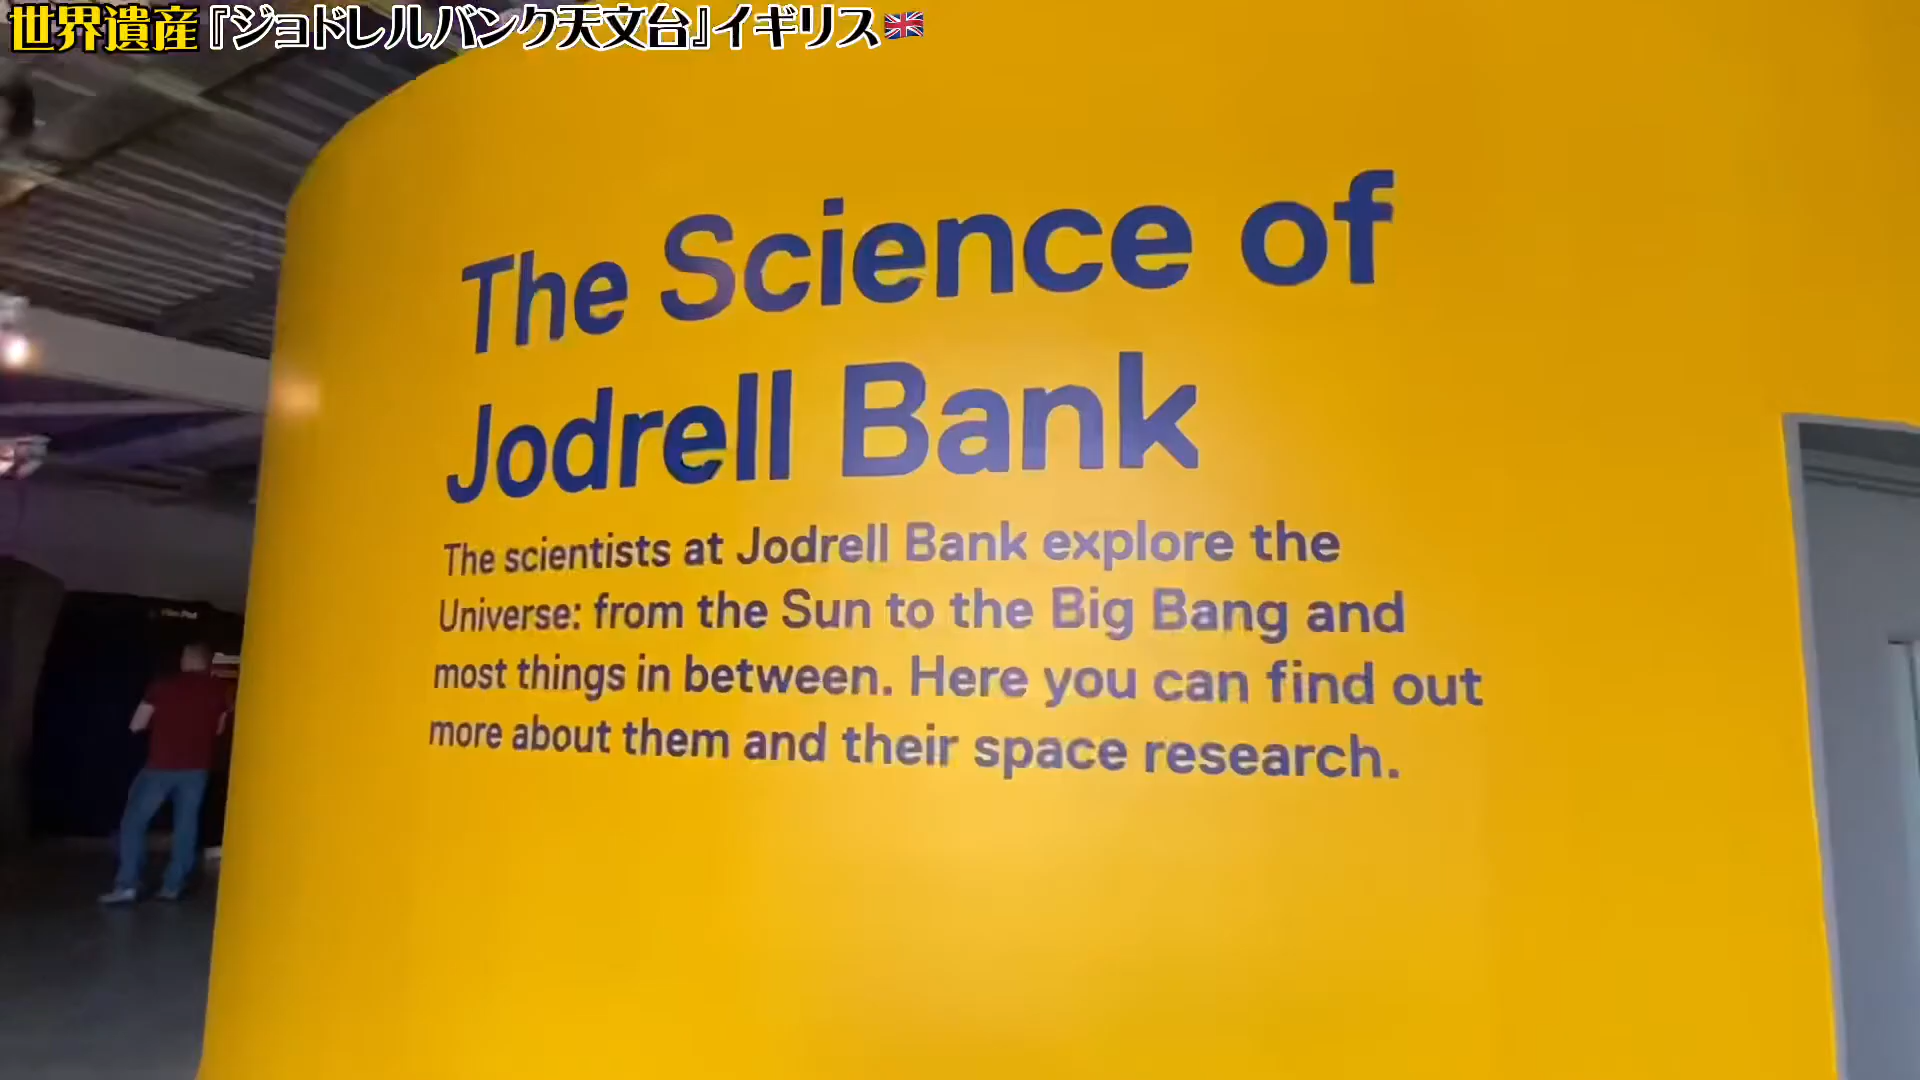 世界遺産『ジョドレルバンク天文台』イギリス🇬🇧
The Science of
Jodrell Bank
The scientists at Jodrell Bank explore the
Universe: from the Sun to the Big Bang and
most things in between. Here you can find out
more about them and their space research.